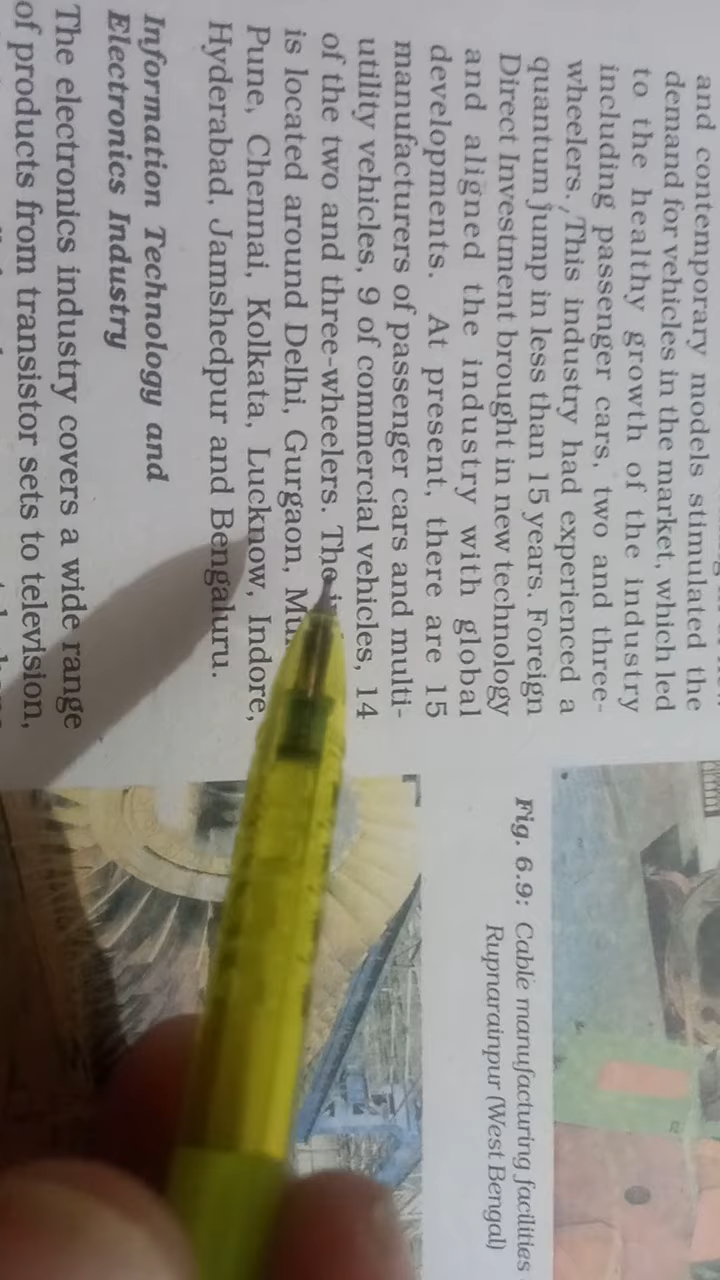 and contemporary models stimulated the
demand for vehicles in the market, which led
to the healthy growth of the industry
including passenger cars, two and three-
wheelers. This industry had experienced a
quantum jump in less than 15 years. Foreign
Direct Investment brought in new technology
and aligned the industry with global
developments. At present, there are 15
manufacturers of passenger cars and multi-
utility vehicles, 9 of commercial vehicles, 14
of the two and three-wheelers. The
is located around Delhi, Gurgaon,
Pune, Chennai, Kolkata, Lucknow, Indore,
Hyderabad, Jamshedpur and Bengaluru.
Information Technology and
Electronics Industry
The electronics industry covers a wide range
of products from transistor sets to television,
Fig. 6.9: Cable manufacturing facilities
Rupnarainpur (West Bengal)